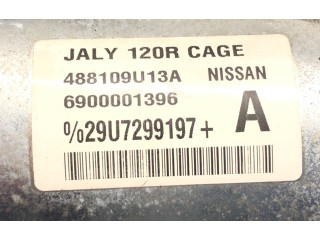 JALY 120R CAGE
488109U13A NISSAN
6900001396
%29U7299197+ A